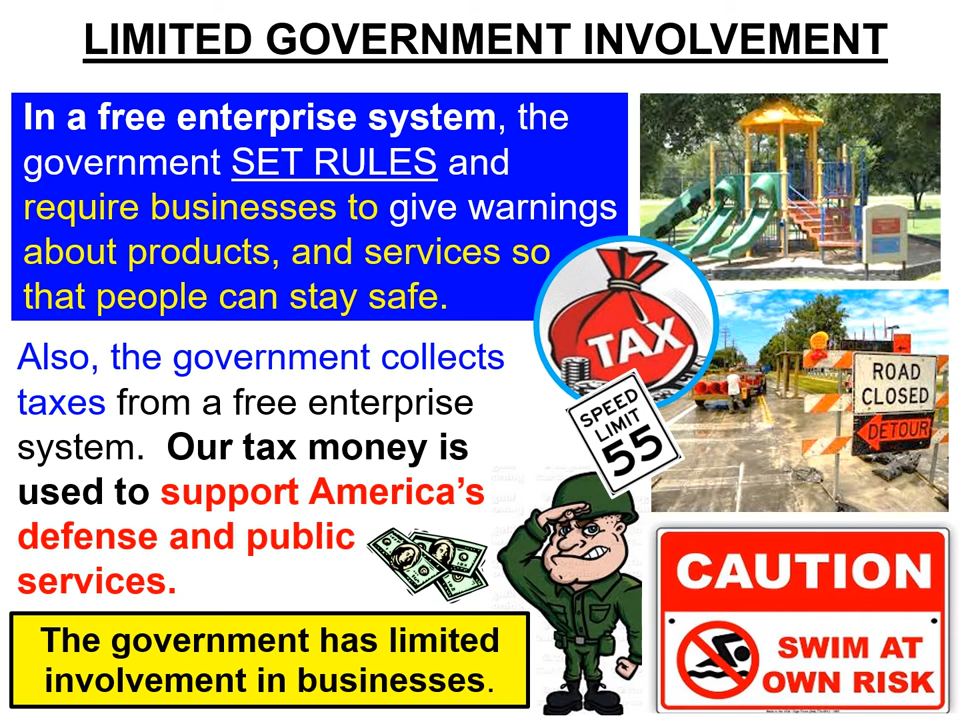 LIMITED GOVERNMENT INVOLVEMENT
In a free enterprise system, the
government SET RULES and
require businesses to give warnings
about products, and services so
that people can stay safe.
Also, the government collects
taxes from a free enterprise
system. Our tax money is
used to support America’s
defense and public
services.
The government has limited
involvement in businesses.
TAX
SPEED
LIMIT
55
ROAD
CLOSED
DETOUR
CAUTION
SWIM AT
OWN RISK